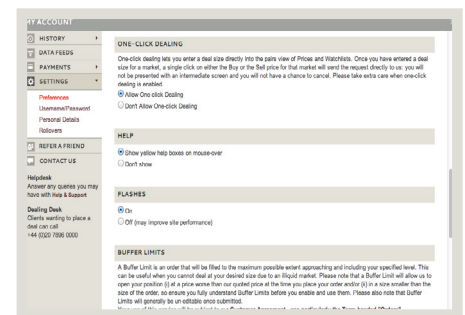 MY ACCOUNT
HISTORY
DATA FEEDS
PAYMENTS
SETTINGS
Preferences
Username/Password
Personal Details
Rollovers
REFER A FRIEND
CONTACT US
Helpdesk
Answer any queries you may
have with Help & Support
Dealing Desk
Clients wanting to place a
deal can call
+44 (0)20 7896 0000
ONE-CLICK DEALING
One-click dealing lets you enter a deal size directly into the pairs view of Prices and Watchlists. Once you have entered a deal
size for a market, a single click on either the Buy or the Sell price for that market will send the request directly to us: you will
not be presented with an intermediate screen and you will not have a chance to cancel. Please take extra care when one-click
dealing is enabled.
Allow One click Dealing
Don't Allow One-click Dealing
HELP
Show yellow help boxes on mouse-over
Don't show
FLASHES
On
Off (may improve site performance)
BUFFER LIMITS
A Buffer Limit is an order that will be filled to the maximum possible extent approaching and including your specified level. This
can be useful when you cannot deal at your desired size due to an illiquid market. Please note that a Buffer Limit will allow us to
open your position (i) at a price worse than our quoted price at the time you place your order and/or (ii) in a size smaller than the
size of the order, so ensure you fully understand Buffer Limits before you enable and use them. Please also note that Buffer
Limits will generally be un-editable once submitted.